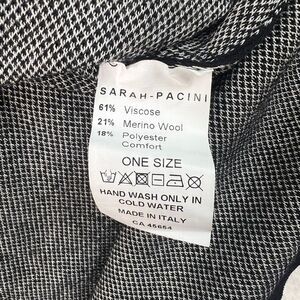 SARAH-PACINI
61% Viscose
21% Merino Wool
18% Polyester
Comfort
ONE SIZE
HAND WASH ONLY IN
COLD WATER
MADE IN ITALY
CA 45654